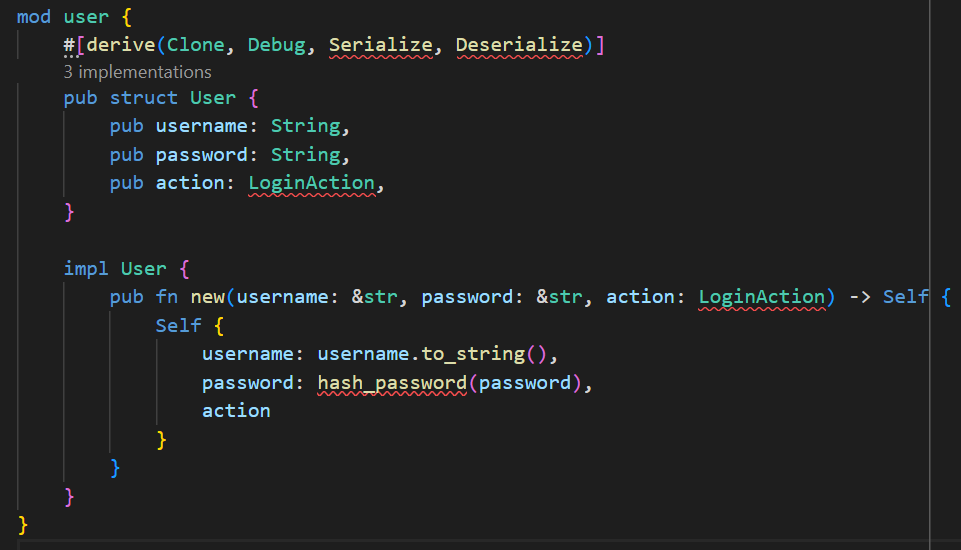 mod user {
    #[derive(Clone, Debug, Serialize, Deserialize)]
    3 implementations
    pub struct User {
        pub username: String,
        pub password: String,
        pub action: LoginAction,
    }
    impl User {
        pub fn new(username: &str, password: &str, action: LoginAction) -> Self {
            Self {
                username: username.to_string(),
                password: hash_password(password),
                action
            }
        }
    }
}